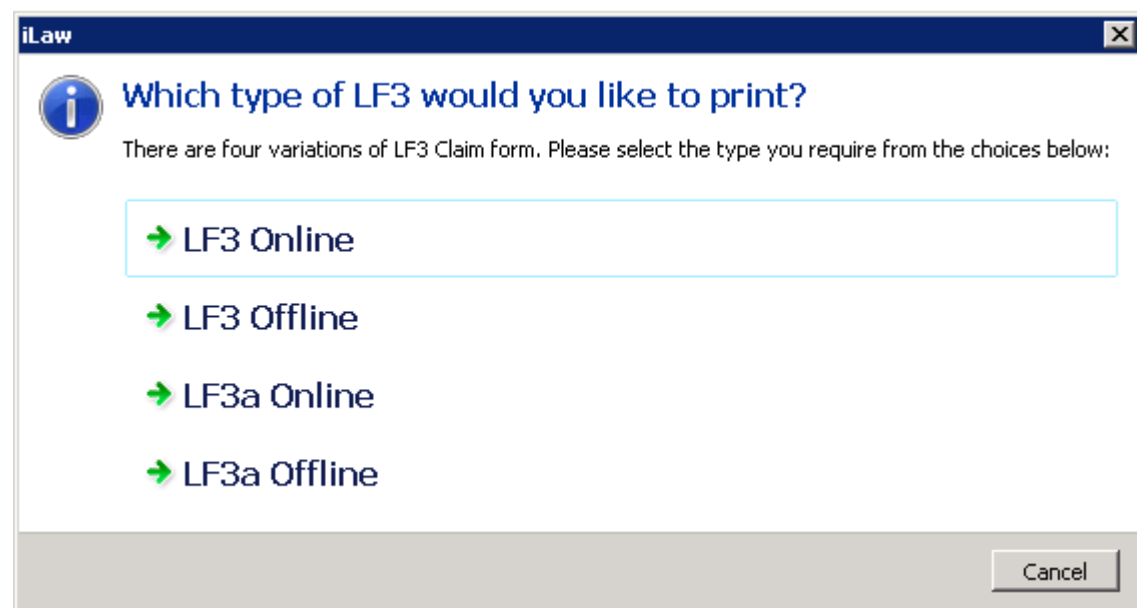 iLaw
Which type of LF3 would you like to print?
There are four variations of LF3 Claim form. Please select the type you require from the choices below:
LF3 Online
LF3 Offline
LF3a Online
LF3a Offline
Cancel